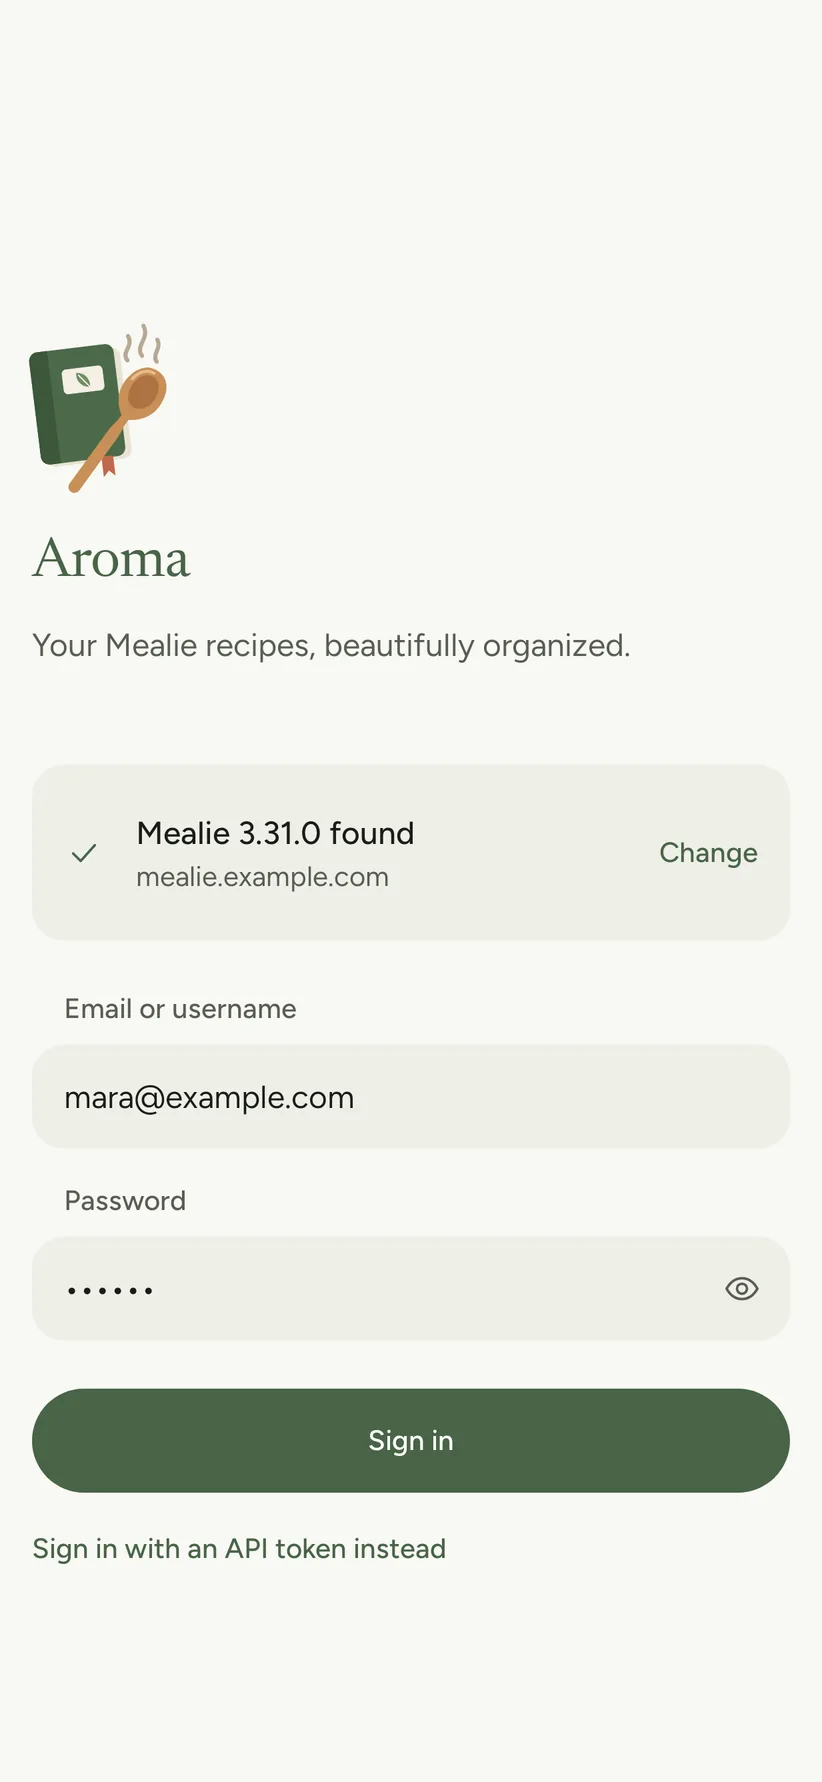 Aroma
Your Mealie recipes, beautifully organized.
Mealie 3.31.0 found
mealie.example.com
Change
Email or username
mara@example.com
Password
••••••
Sign in
Sign in with an API token instead